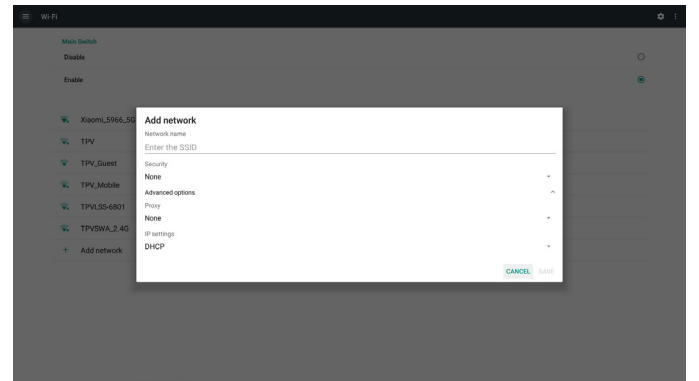 Wi-Fi
Main Switch
Disable
Enable
Xiaomi_5966_5G
TPV
TPV_Guest
TPV_Mobile
TPVLSS-6801
TPVSWA_2.4G
Add network
Add network
Network name
Enter the SSID
Security
None
Advanced options
Proxy
None
IP settings
DHCP
CANCEL SAVE